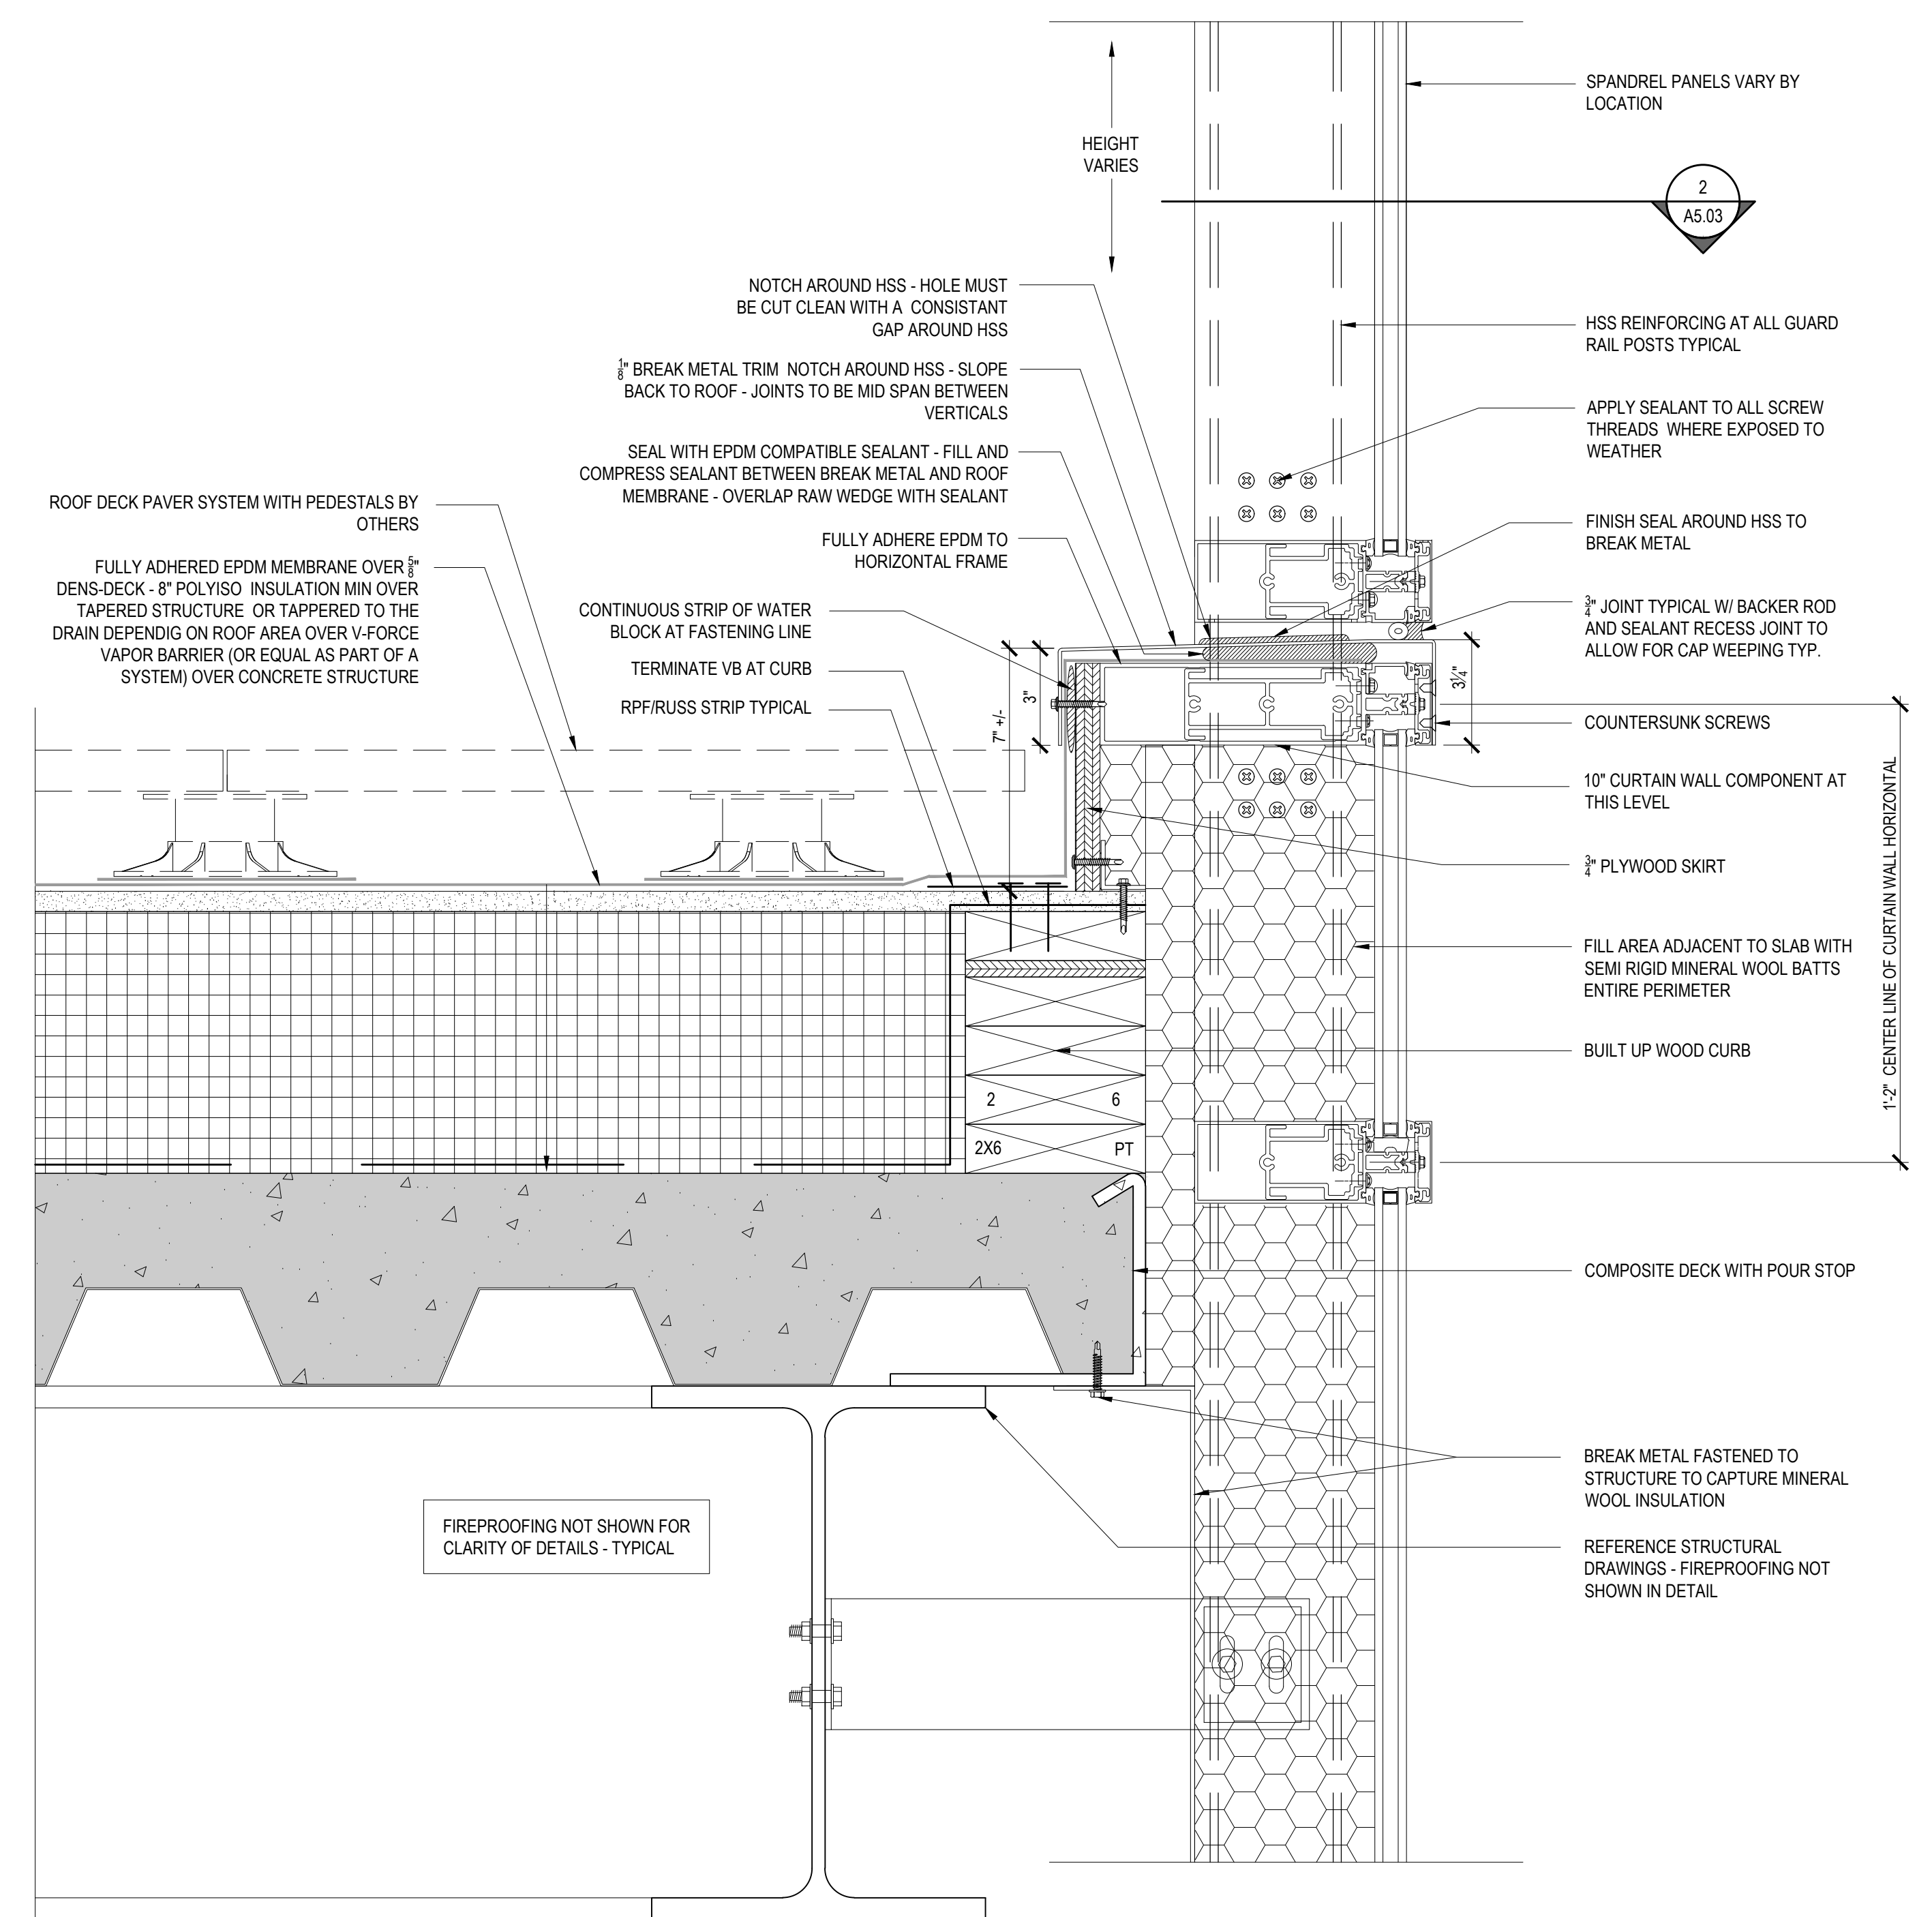 SPANDREL PANELS VARY BY
LOCATION
HEIGHT
VARIES
2
A5.03
NOTCH AROUND HSS - HOLE MUST
BE CUT CLEAN WITH A CONSISTANT
GAP AROUND HSS
HSS REINFORCING AT ALL GUARD
RAIL POSTS TYPICAL
1/8" BREAK METAL TRIM NOTCH AROUND HSS - SLOPE
BACK TO ROOF - JOINTS TO BE MID SPAN BETWEEN
VERTICALS
APPLY SEALANT TO ALL SCREW
THREADS WHERE EXPOSED TO
WEATHER
SEAL WITH EPDM COMPATIBLE SEALANT - FILL AND
COMPRESS SEALANT BETWEEN BREAK METAL AND ROOF
MEMBRANE - OVERLAP RAW WEDGE WITH SEALANT
ROOF DECK PAVER SYSTEM WITH PEDESTALS BY
OTHERS
FINISH SEAL AROUND HSS TO
BREAK METAL
FULLY ADHERE EPDM TO
HORIZONTAL FRAME
FULLY ADHERED EPDM MEMBRANE OVER 5/8"
DENS-DECK - 8" POLYISO INSULATION MIN OVER
TAPERED STRUCTURE OR TAPPERED TO THE
DRAIN DEPENDIG ON ROOF AREA OVER V-FORCE
VAPOR BARRIER (OR EQUAL AS PART OF A
SYSTEM) OVER CONCRETE STRUCTURE
CONTINUOUS STRIP OF WATER
BLOCK AT FASTENING LINE
3/4" JOINT TYPICAL W/ BACKER ROD
AND SEALANT RECESS JOINT TO
ALLOW FOR CAP WEEPING TYP.
TERMINATE VB AT CURB
RPF/RUSS STRIP TYPICAL
7" +/-
3"
3 1/4"
COUNTERSUNK SCREWS
10" CURTAIN WALL COMPONENT AT
THIS LEVEL
3/4" PLYWOOD SKIRT
1'-2" CENTER LINE OF CURTAIN WALL HORIZONTAL
FILL AREA ADJACENT TO SLAB WITH
SEMI RIGID MINERAL WOOL BATTS
ENTIRE PERIMETER
BUILT UP WOOD CURB
2 6
2X6 PT
COMPOSITE DECK WITH POUR STOP
BREAK METAL FASTENED TO
STRUCTURE TO CAPTURE MINERAL
WOOL INSULATION
FIREPROOFING NOT SHOWN FOR
CLARITY OF DETAILS - TYPICAL
REFERENCE STRUCTURAL
DRAWINGS - FIREPROOFING NOT
SHOWN IN DETAIL